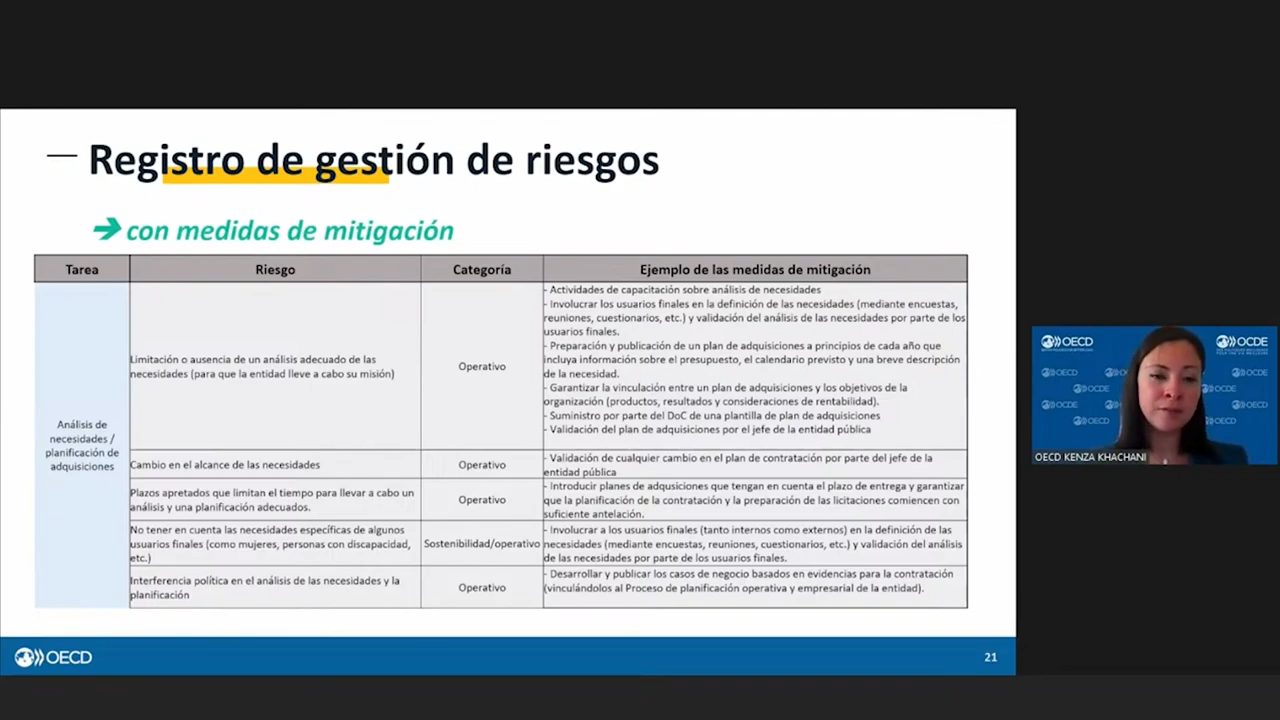 Registro de gestión de riesgos
con medidas de mitigación
Tarea
Riesgo
Categoría
Ejemplo de las medidas de mitigación
Análisis de
necesidades /
planificación de
adquisiciones
Limitación o ausencia de un análisis adecuado de las
necesidades (para que la entidad lleve a cabo su misión)
Operativo
- Actividades de capacitación sobre análisis de necesidades
- Involucrar los usuarios finales en la definición de las necesidades (mediante encuestas,
reuniones, cuestionarios, etc.) y validación del análisis de las necesidades por parte de los
usuarios finales.
- Preparación y publicación de un plan de adquisiciones a principios de cada año que
incluya información sobre el presupuesto, el calendario previsto y una breve descripción
de la necesidad.
- Garantizar la vinculación entre un plan de adquisiciones y los objetivos de la
organización (productos, resultados y consideraciones de rentabilidad).
- Suministro por parte del DoC de una plantilla de plan de adquisiciones
- Validación del plan de adquisiciones por el jefe de la entidad pública
Cambio en el alcance de las necesidades
Operativo
- Validación de cualquier cambio en el plan de contratación por parte del jefe de la
entidad pública
Plazos apretados que limitan el tiempo para llevar a cabo un
análisis y una planificación adecuados.
Operativo
- Introducir planes de adqusiciones que tengan en cuenta el plazo de entrega y garantizar
que la planificación de la contratación y la preparación de las licitaciones comiencen con
suficiente antelación.
No tener en cuenta las necesidades específicas de algunos
usuarios finales (como mujeres, personas con discapacidad,
etc.)
Sostenibilidad/operativo
- Involucrar a los usuarios finales (tanto internos como externos) en la definición de las
necesidades (mediante encuestas, reuniones, cuestionarios, etc.) y validación del análisis
de las necesidades por parte de los usuarios finales.
Interferencia política en el análisis de las necesidades y la
planificación
Operativo
- Desarrollar y publicar los casos de negocio basados en evidencias para la contratación
(vinculándolos al Proceso de planificación operativa y empresarial de la entidad).
OECD
21
OECD
OCDE
OECD
OCDE
OCDE
OCDE
OCDE
OECD
OECD
OECD
OECD KENZA KHACHANI